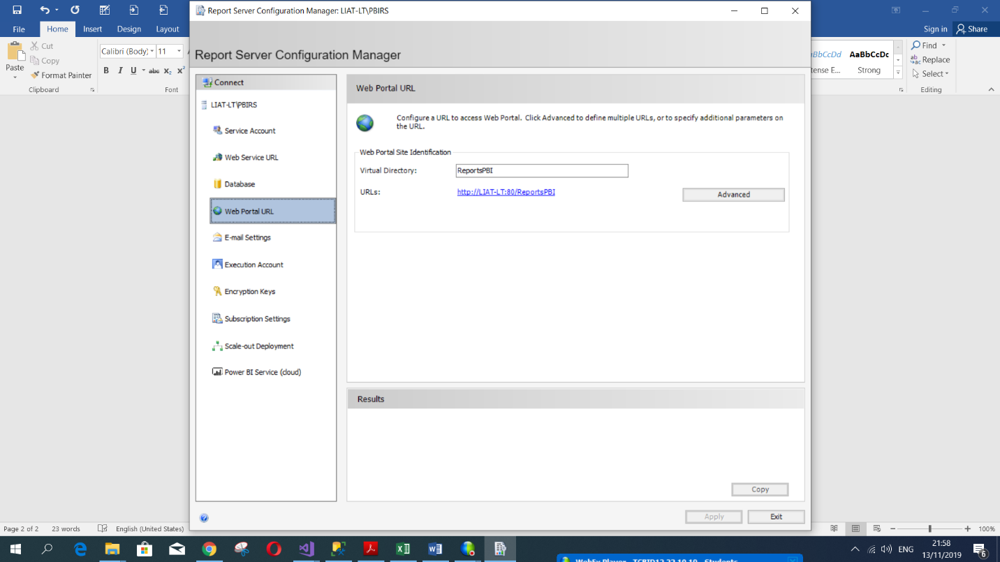 Report Server Configuration Manager: LIAT-LT\PBIRS
File
Home
Insert
Design
Layout
Sign in
Share
Paste
Cut
Copy
Format Painter
Clipboard
Calibri (Body)
11
B I U abc X₂ X²
Font
AaBbCcDc
Strong
Find
Replace
Select
Editing
Report Server Configuration Manager
Connect
LIAT-LT\PBIRS
Service Account
Web Service URL
Database
Web Portal URL
E-mail Settings
Execution Account
Encryption Keys
Subscription Settings
Scale-out Deployment
Power BI Service (cloud)
Web Portal URL
Configure a URL to access Web Portal. Click Advanced to define multiple URLs, or to specify additional parameters on
the URL.
Web Portal Site Identification
Virtual Directory:
ReportsPBI
URLs:
http://LIAT-LT:80/ReportsPBI
Advanced
Results
Copy
Apply
Exit
Page 2 of 2
23 words
English (United States)
100%
ENG
21:58
13/11/2019
6